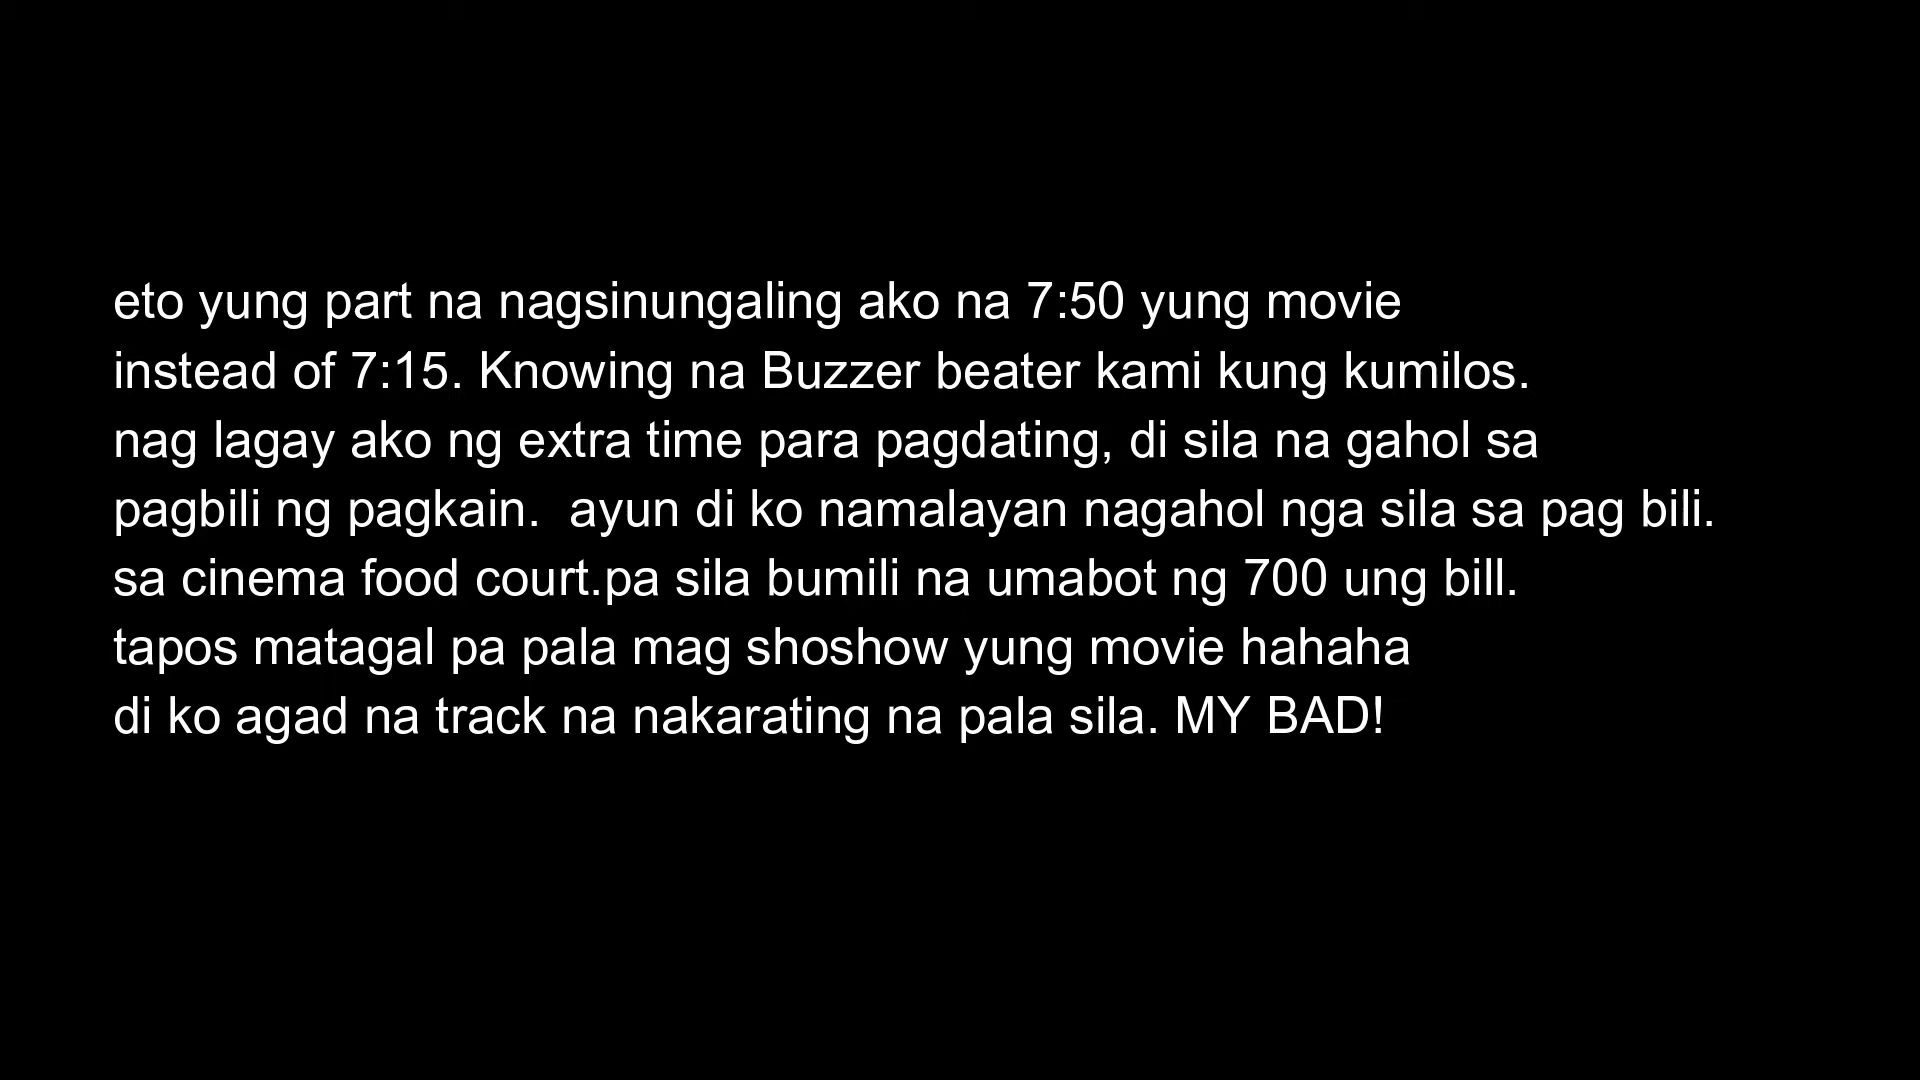 eto yung part na nagsinungaling ako na 7:50 yung movie
instead of 7:15. Knowing na Buzzer beater kami kung kumilos.
nag lagay ako ng extra time para pagdating, di sila na gahol sa
pagbili ng pagkain.  ayun di ko namalayan nagahol nga sila sa pag bili.
sa cinema food court.pa sila bumili na umabot ng 700 ung bill.
tapos matagal pa pala mag shoshow yung movie hahaha
di ko agad na track na nakarating na pala sila. MY BAD!